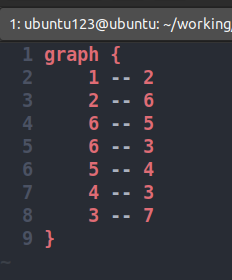 1: ubuntu123@ubuntu: ~/working/
1 graph {
2 1 -- 2
3 2 -- 6
4 6 -- 5
5 6 -- 3
6 5 -- 4
7 4 -- 3
8 3 -- 7
9 }
~